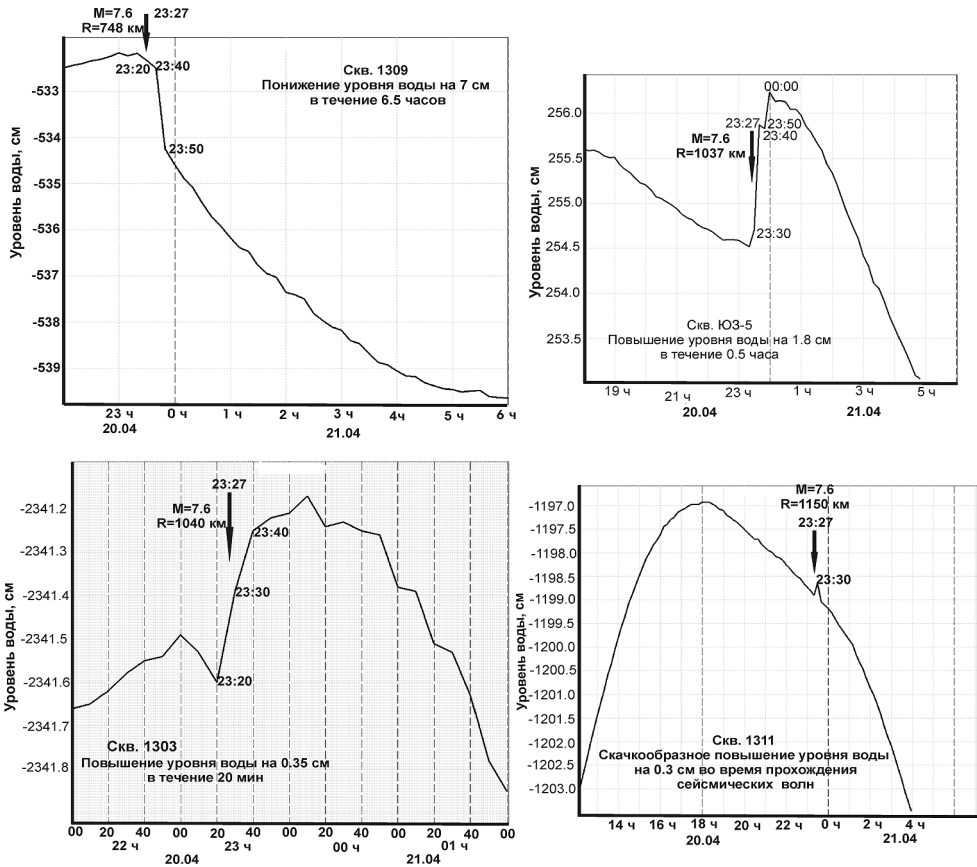 М=7.6 23:27
R=748 км
23:20 23:40
23:50
Скв. 1309
Понижение уровня воды на 7 см
в течение 6.5 часов
Уровень воды, см
-533
-534
-535
-536
-537
-538
-539
23 ч 0 ч 1 ч 2 ч 3 ч 4ч 5 ч 6 ч
20.04 21.04
00:00
23:27 23:50
23:40
М=7.6
R=1037 км
23:30
Скв. ЮЗ-5
Повышение уровня воды на 1.8 см
в течение 0.5 часа
Уровень воды, см
256.0
255.5
255.0
254.5
254.0
253.5
19 ч 21 ч 23 ч 1 ч 3 ч 5 ч
20.04 21.04
23:27
М=7.6
R=1040 км
23:40
23:30
23:20
Скв. 1303
Повышение уровня воды на 0.35 см
в течение 20 мин
Уровень воды, см
-2341.2
-2341.3
-2341.4
-2341.5
-2341.6
-2341.7
-2341.8
00 20 40 00 20 40 00 20 40 00 20 40 00
22 ч 23 ч 00 ч 01 ч
20.04 21.04
М=7.6
R=1150 км
23:27
23:30
Скв. 1311
Скачкообразное повышение уровня воды
на 0.3 см во время прохождения
сейсмических волн
Уровень воды, см
-1197.0
-1197.5
-1198.0
-1198.5
-1199.0
-1199.5
-1200.0
-1200.5
-1201.0
-1201.5
-1202.0
-1202.5
-1203.0
14 ч 16 ч 18 ч 20 ч 22 ч 0 ч 2 ч 4 ч
20.04 21.04